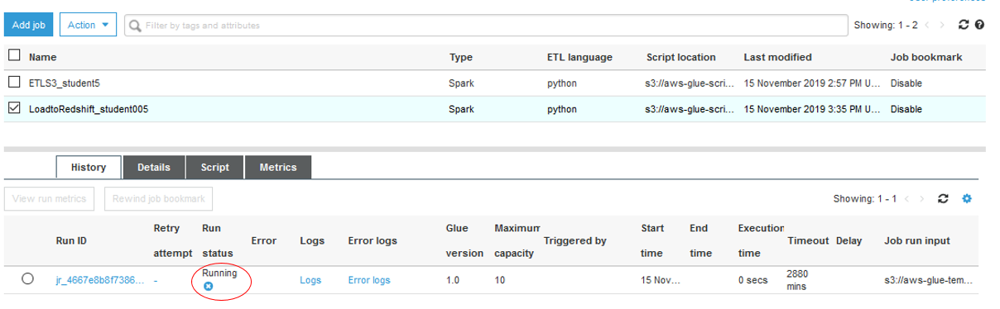 Add job Action Filter by tags and attributes Showing: 1 - 2
Name Type ETL language Script location Last modified Job bookmark
ETLS3_student5 Spark python s3://aws-glue-scri... 15 November 2019 2:57 PM U... Disable
LoadtoRedshift_student005 Spark python s3://aws-glue-scri... 15 November 2019 3:35 PM U... Disable
History Details Script Metrics
View run metrics Rewind job bookmark Showing: 1 - 1
Run ID Retry attempt Run status Error Logs Error logs Glue version Maximum capacity Triggered by Start time End time Execution time Timeout Delay Job run input
jr_4667e8b8f7386... - Running Logs Error logs 1.0 10 15 Nov... 0 secs 2880 mins s3://aws-glue-tem...